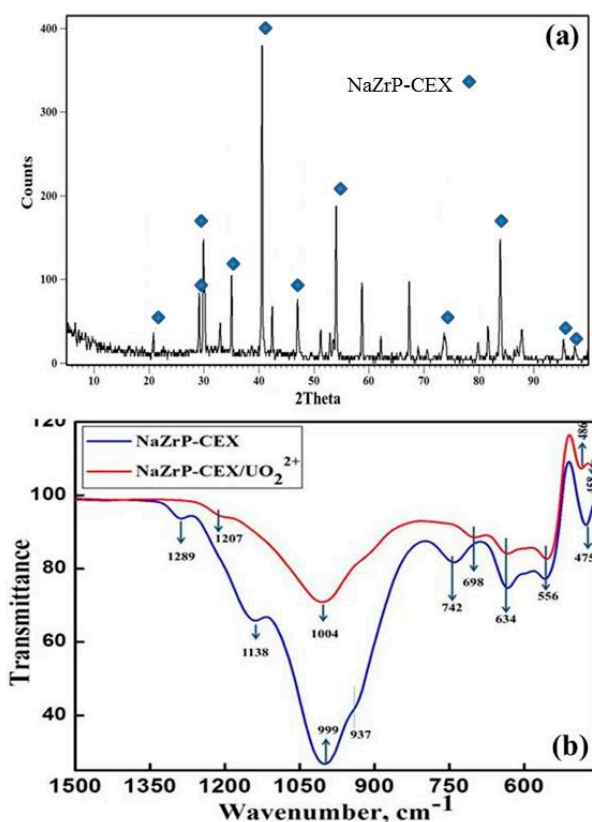 (a)
400
300
200
100
0
Counts
NaZrP-CEX
10 20 30 40 50 60 70 80 90
2Theta
(b)
120
100
80
60
40
Transmittance
NaZrP-CEX
NaZrP-CEX/UO₂²⁺
486
458
1289
1207
1138
1004
999
937
742
698
634
556
475
1500 1350 1200 1050 900 750 600
Wavenumber, cm⁻¹